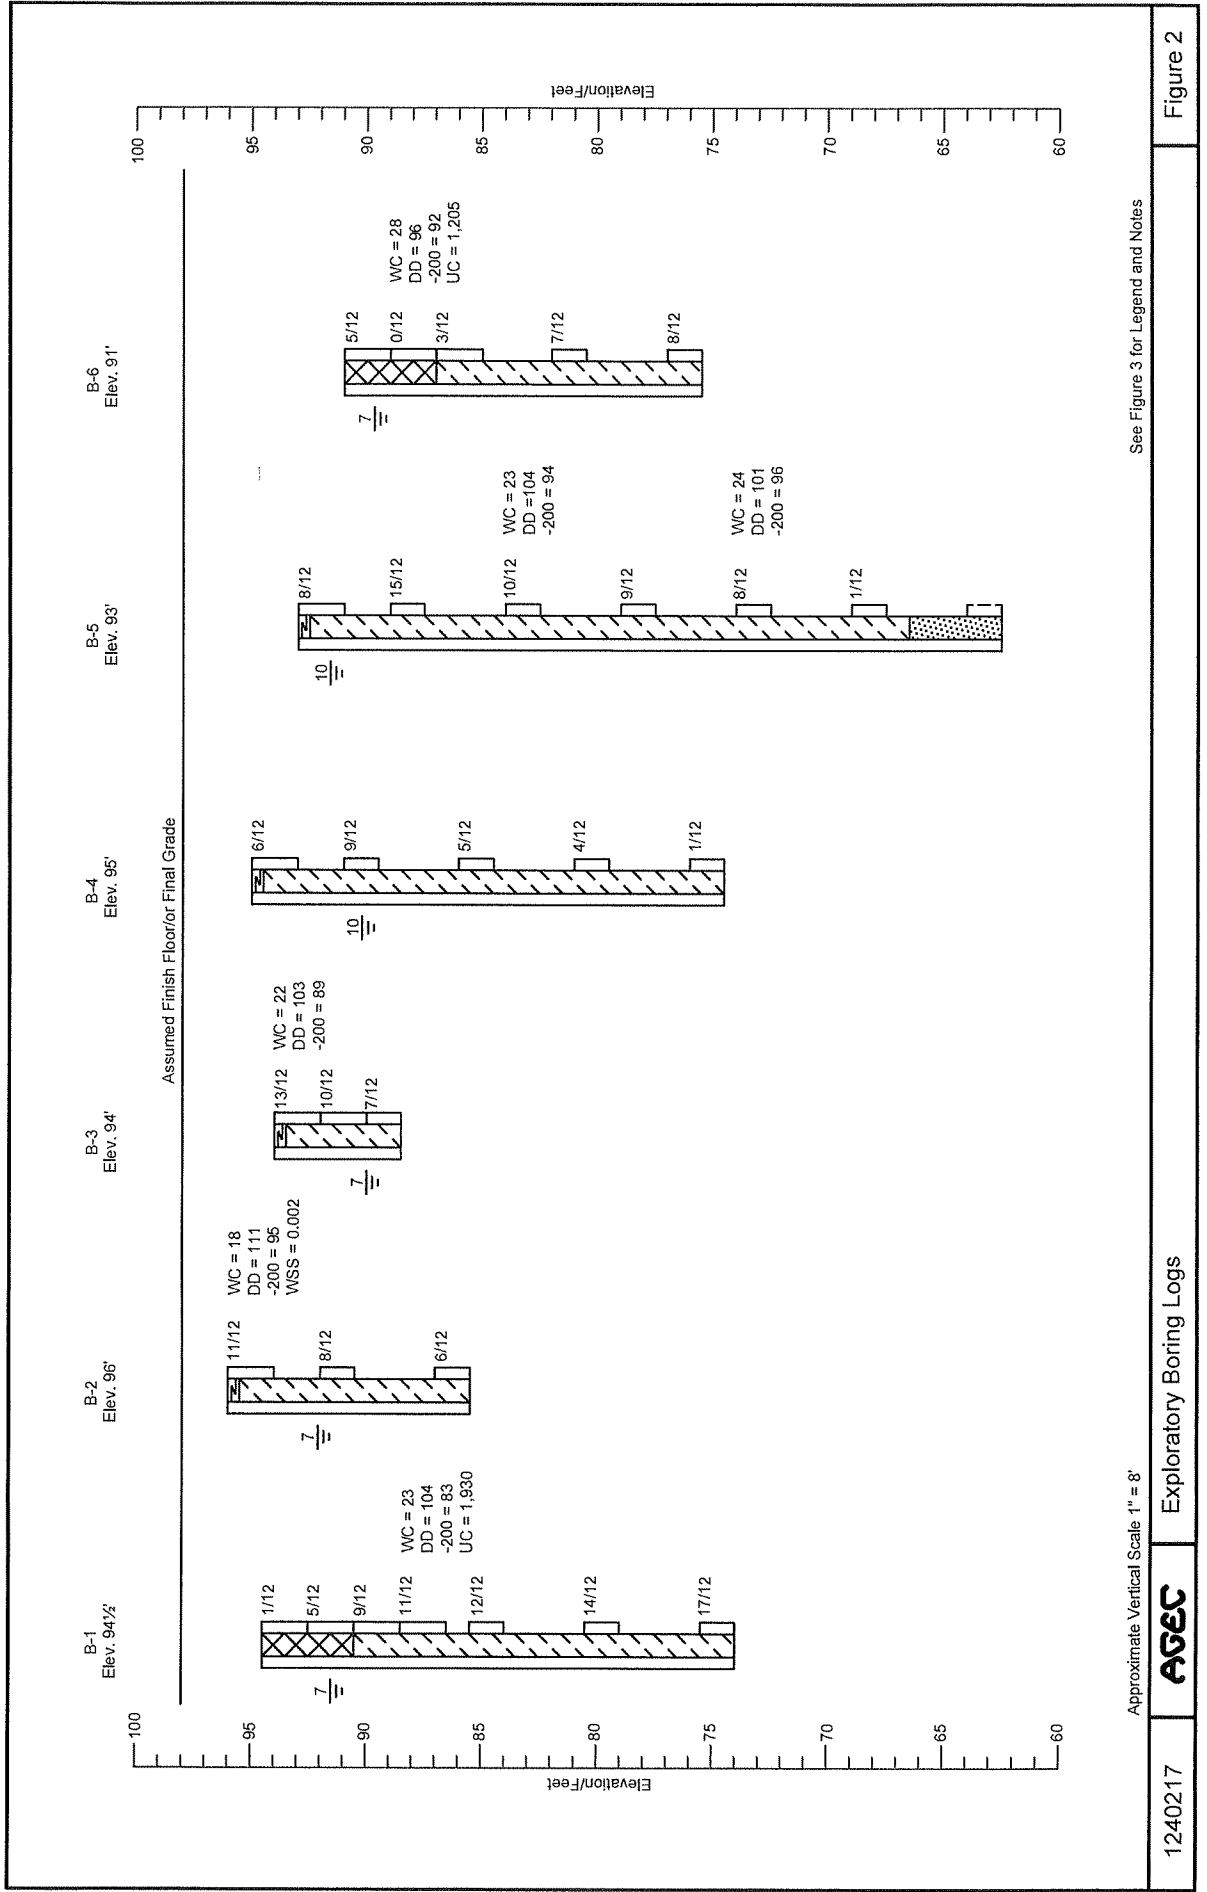 B-1
Elev. 94½'
B-2
Elev. 96'
B-3
Elev. 94'
B-4
Elev. 95'
B-5
Elev. 93'
B-6
Elev. 91'
Assumed Finish Floor/or Final Grade
Elevation/Feet
100
95
90
85
80
75
70
65
60
7
1/12
5/12
9/12
11/12
12/12
14/12
17/12
WC = 23
DD = 104
-200 = 83
UC = 1,930
7
11/12
8/12
6/12
WC = 18
DD = 111
-200 = 95
WSS = 0.002
7
13/12
10/12
7/12
WC = 22
DD = 103
-200 = 89
10
6/12
9/12
5/12
4/12
1/12
10
8/12
15/12
10/12
9/12
8/12
1/12
WC = 23
DD =104
-200 = 94
WC = 24
DD = 101
-200 = 96
7
5/12
0/12
3/12
7/12
8/12
WC = 28
DD = 96
-200 = 92
UC = 1,205
100
95
90
85
80
75
70
65
60
Elevation/Feet
Approximate Vertical Scale 1" = 8'
See Figure 3 for Legend and Notes
1240217
AGEC
Exploratory Boring Logs
Figure 2